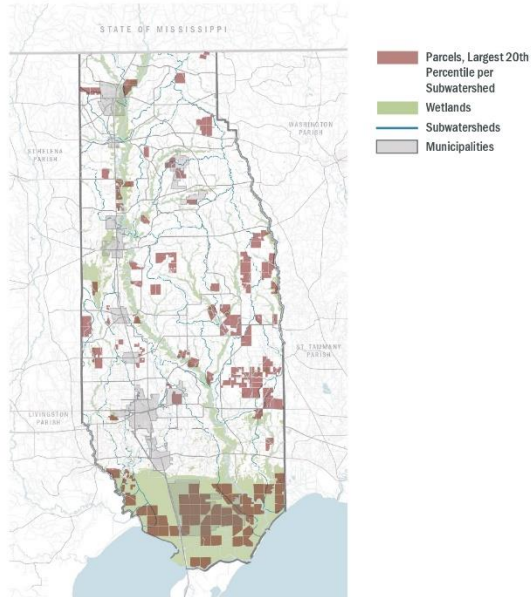 STATE OF MISSISSIPPI
Parcels, Largest 20th
Percentile per
Subwatershed
Wetlands
Subwatersheds
Municipalities
WASHINGTON
PARISH
ST. HELENA
PARISH
ST. TAMMANY
PARISH
LIVINGSTON
PARISH